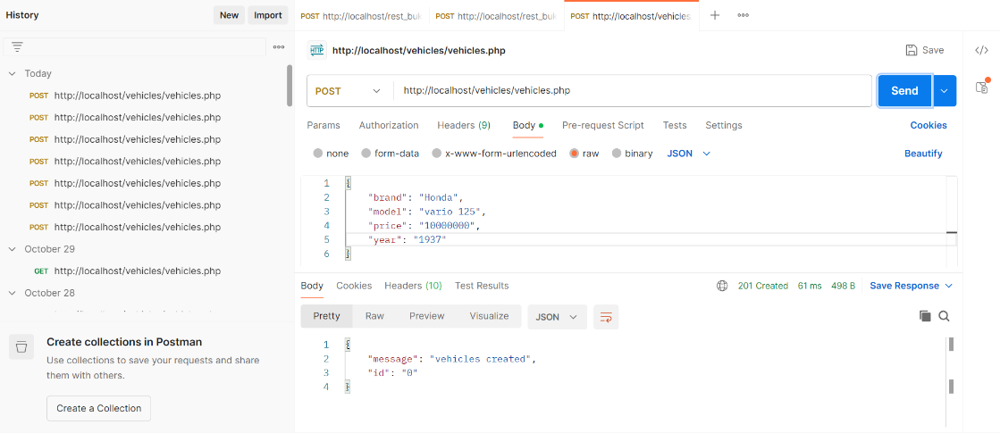 History
New
Import
Today
POST http://localhost/vehicles/vehicles.php
POST http://localhost/vehicles/vehicles.php
POST http://localhost/vehicles/vehicles.php
POST http://localhost/vehicles/vehicles.php
POST http://localhost/vehicles/vehicles.php
POST http://localhost/vehicles/vehicles.php
POST http://localhost/vehicles/vehicles.php
October 29
GET http://localhost/vehicles/vehicles.php
October 28
Create collections in Postman
Use collections to save your requests and share
them with others.
Create a Collection
POST http://localhost/rest_buk POST http://localhost/rest_buk POST http://localhost/vehicles,
HTTP http://localhost/vehicles/vehicles.php Save
POST http://localhost/vehicles/vehicles.php Send
Params Authorization Headers (9) Body Pre-request Script Tests Settings Cookies
none form-data x-www-form-urlencoded raw binary JSON Beautify
1 {
2 "brand": "Honda",
3 "model": "vario 125",
4 "price": "10000000",
5 "year": "1937"
6 }
Body Cookies Headers (10) Test Results 201 Created 61 ms 498 B Save Response
Pretty Raw Preview Visualize JSON
1 {
2 "message": "vehicles created",
3 "id": "0"
4 }